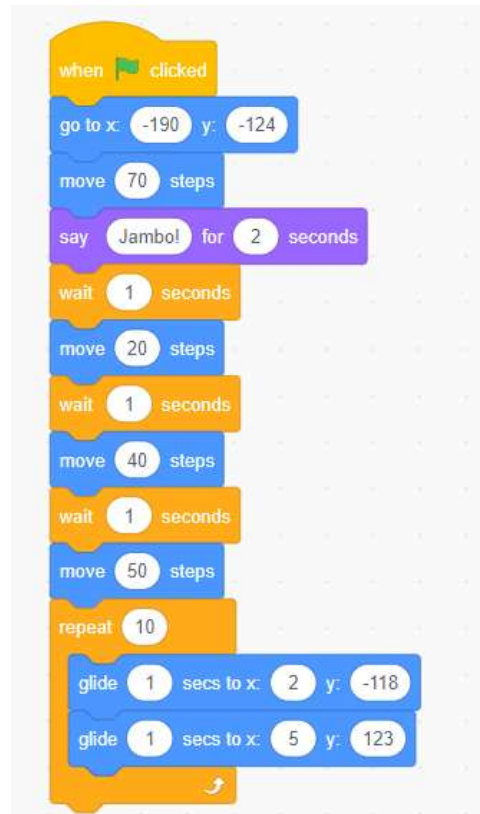 when clicked
go to x: -190 y: -124
move 70 steps
say Jambo! for 2 seconds
wait 1 seconds
move 20 steps
wait 1 seconds
move 40 steps
wait 1 seconds
move 50 steps
repeat 10
glide 1 secs to x: 2 y: -118
glide 1 secs to x: 5 y: 123